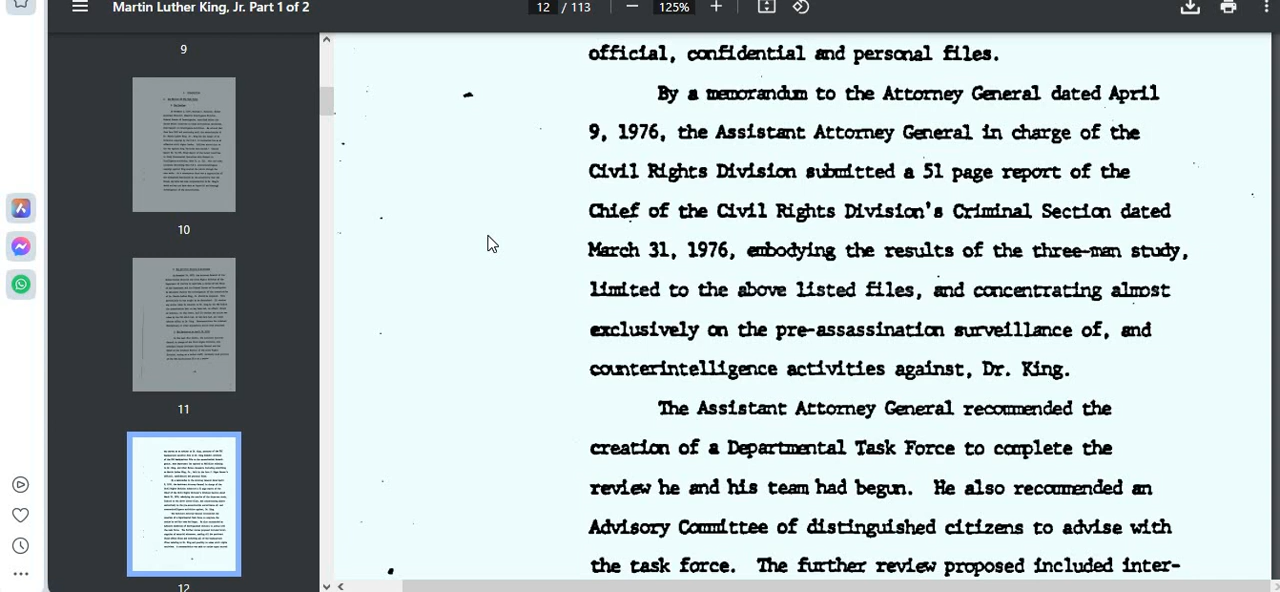 Martin Luther King, Jr. Part 1 of 2
12 / 113
125%
9
10
11
12
official, confidential and personal files.
By a memorandum to the Attorney General dated April
9, 1976, the Assistant Attorney General in charge of the
Civil Rights Division submitted a 51 page report of the
Chief of the Civil Rights Division's Criminal Section dated
March 31, 1976, embodying the results of the three-man study,
limited to the above listed files, and concentrating almost
exclusively on the pre-assassination surveillance of, and
counterintelligence activities against, Dr. King.
The Assistant Attorney General recommended the
creation of a Departmental Task Force to complete the
review he and his team had begun. He also recommended an
Advisory Committee of distinguished citizens to advise with
the task force. The further review proposed included inter-